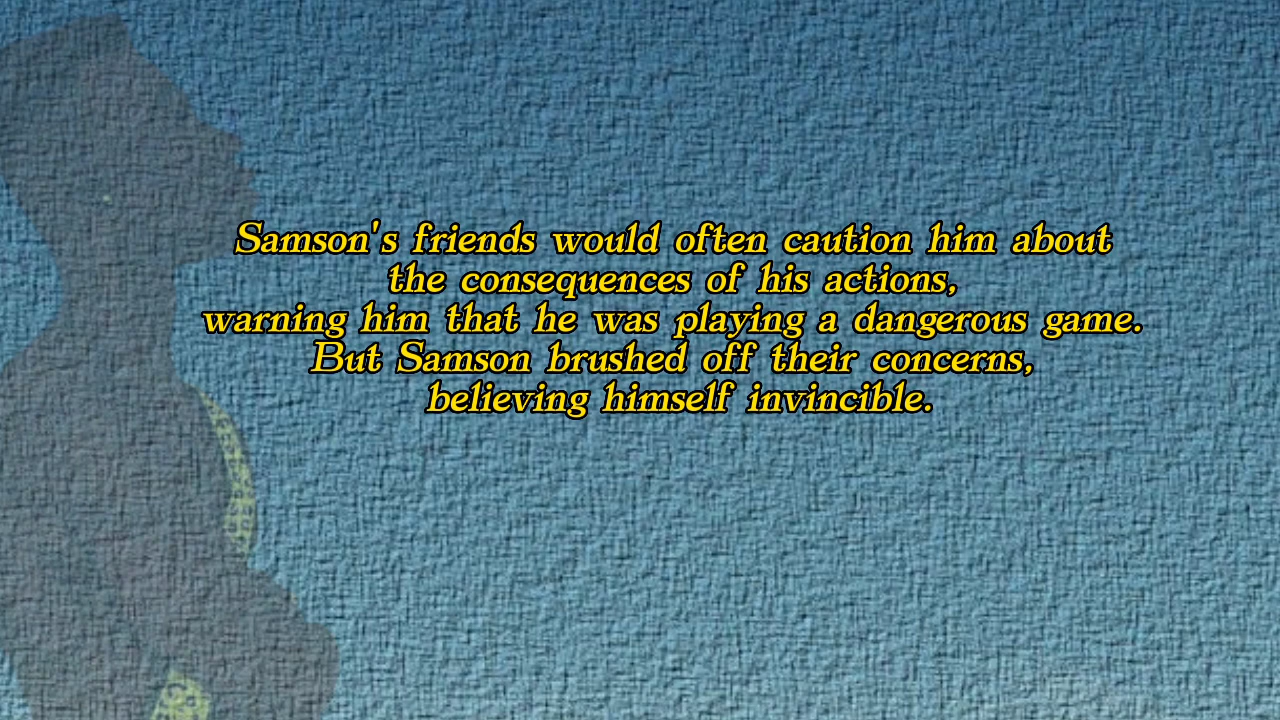 Samson's friends would often caution him about
the consequences of his actions,
warning him that he was playing a dangerous game.
But Samson brushed off their concerns,
believing himself invincible.